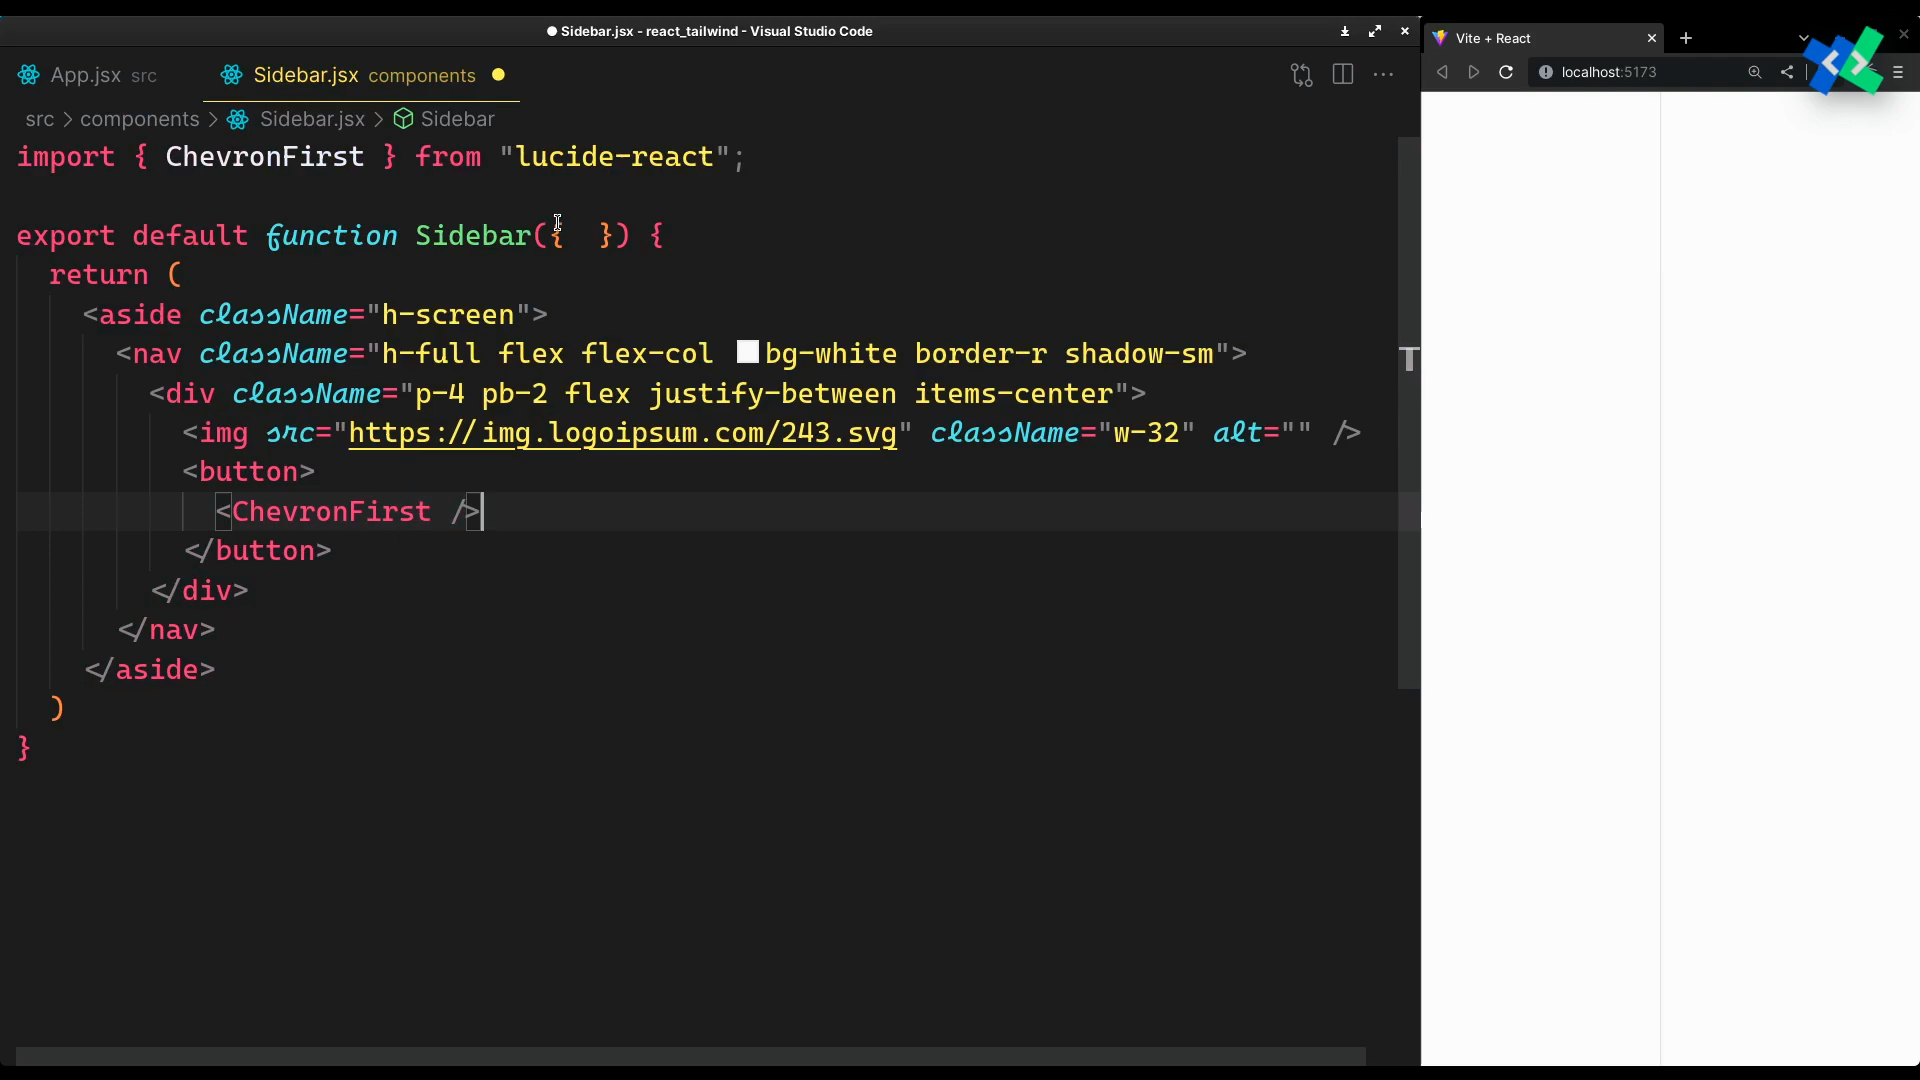 Sidebar.jsx - react_tailwind - Visual Studio Code
App.jsx src
Sidebar.jsx components
src > components > Sidebar.jsx > Sidebar
import { ChevronFirst } from "lucide-react";
export default function Sidebar({  }) {
return (
<aside className="h-screen">
<nav className="h-full flex flex-col bg-white border-r shadow-sm">
<div className="p-4 pb-2 flex justify-between items-center">
<img src="https://img.logoipsum.com/243.svg" className="w-32" alt="" />
<button>
<ChevronFirst />
</button>
</div>
</nav>
</aside>
)
}
Vite + React
localhost:5173